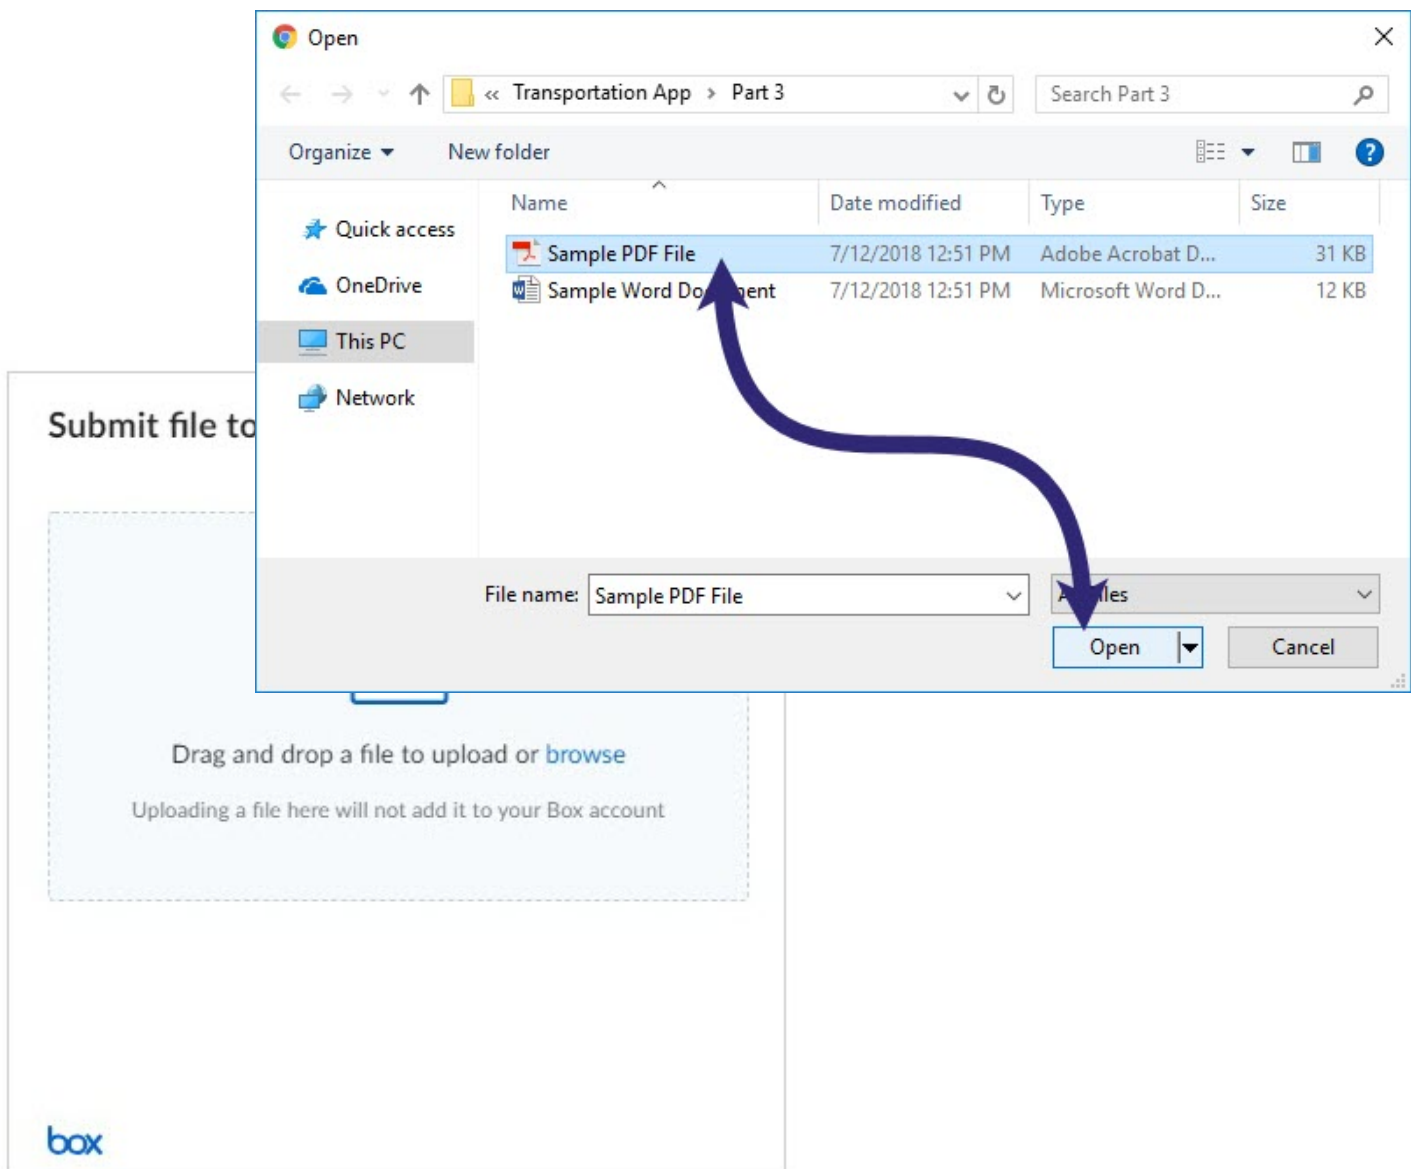 Open
« Transportation App > Part 3
Search Part 3
Organize
New folder
?
Name Date modified Type Size
Quick access
Sample PDF File 7/12/2018 12:51 PM Adobe Acrobat D... 31 KB
OneDrive
Sample Word 7/12/2018 12:51 PM Microsoft Word D... 12 KB
This PC
Network
Submit file to
File name: Sample PDF File
Open
Cancel
Drag and drop a file to upload or browse
Uploading a file here will not add it to your Box account
box